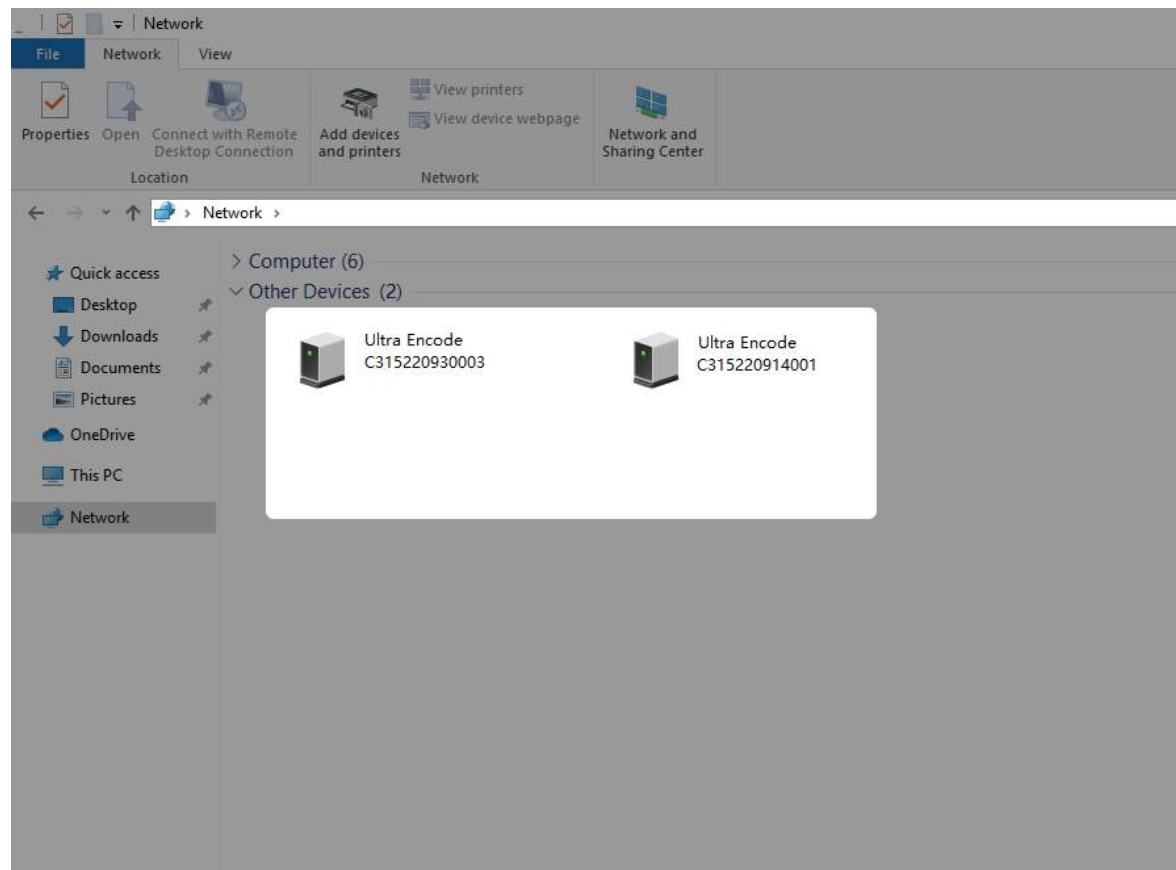 Network
File Network View
Properties Open Connect with Remote Desktop Connection
Location
Add devices and printers
View printers
View device webpage
Network
Network and Sharing Center
Network
Quick access
Desktop
Downloads
Documents
Pictures
OneDrive
This PC
Network
Computer (6)
Other Devices (2)
Ultra Encode
C315220930003
Ultra Encode
C315220914001